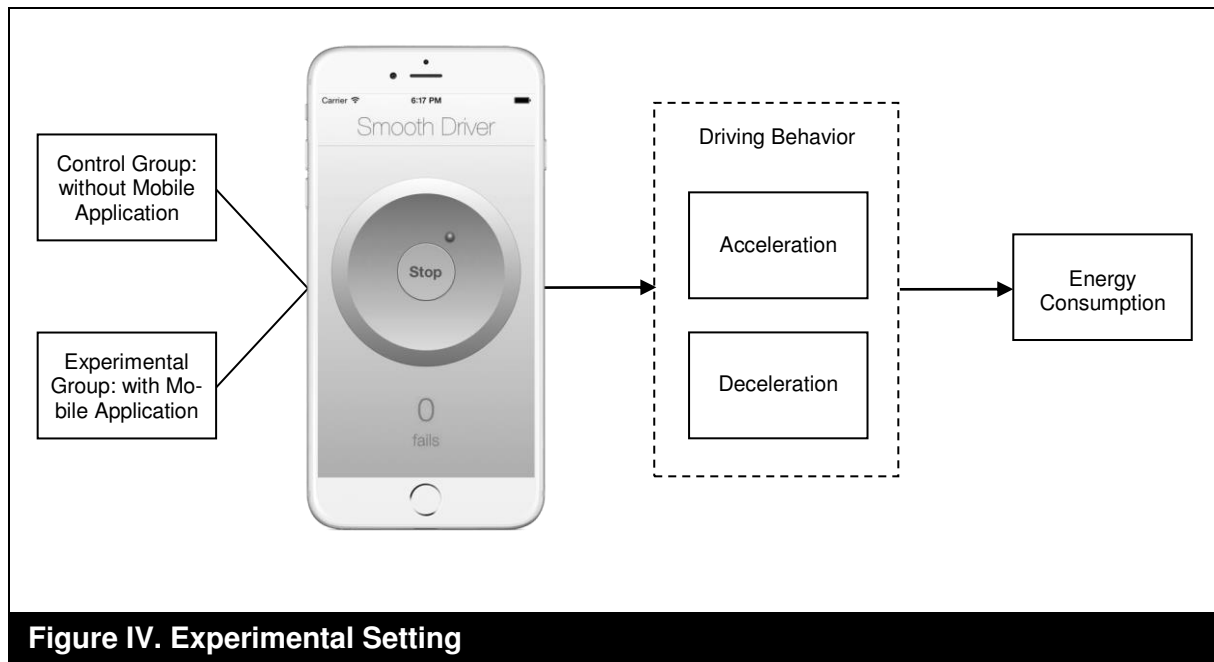 Control Group:
without Mobile
Application
Experimental
Group: with Mo-
bile Application
Carrier
6:17 PM
Smooth Driver
Stop
0
fails
Driving Behavior
Acceleration
Deceleration
Energy
Consumption
Figure IV. Experimental Setting